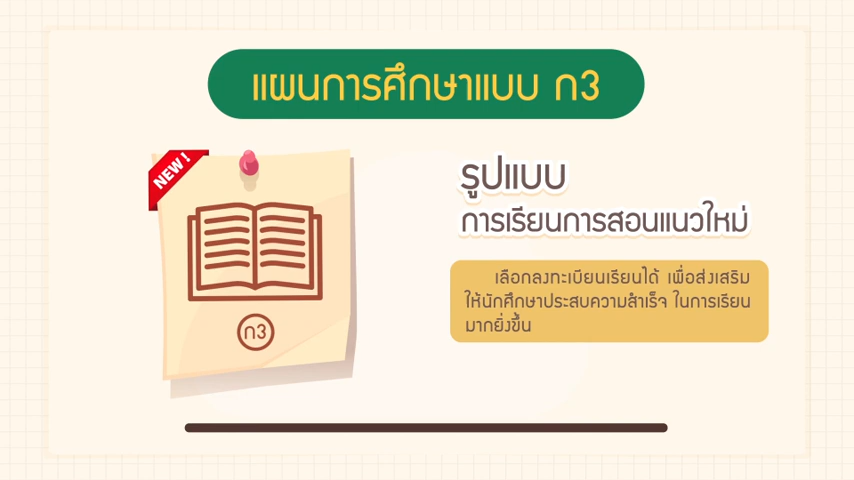 แผนการศึกษาแบบ ก3
NEW!
รูปแบบ
การเรียนการสอนแนวใหม่
เลือกลงทะเบียนเรียนได้ เพื่อส่งเสริม
ให้นักศึกษาประสบความสำเร็จ ในการเรียน
มากยิ่งขึ้น
ก3